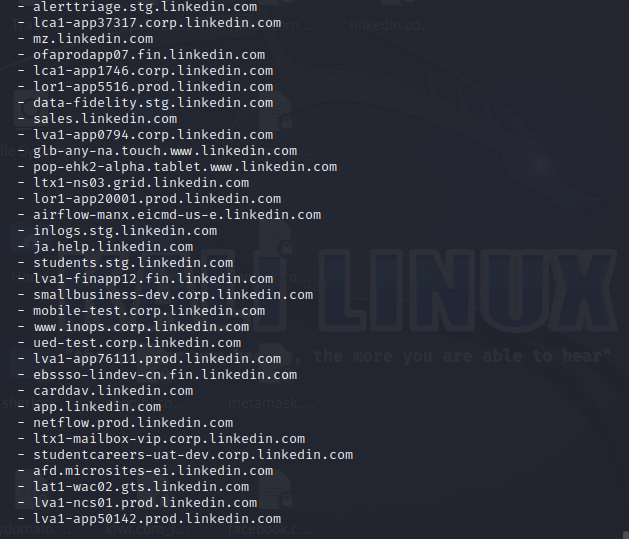 - alerttriage.stg.linkedin.com
- lca1-app37317.corp.linkedin.com
- mz.linkedin.com
- ofaprodapp07.fin.linkedin.com
- lca1-app1746.corp.linkedin.com
- lor1-app5516.prod.linkedin.com
- data-fidelity.stg.linkedin.com
- sales.linkedin.com
- lva1-app0794.corp.linkedin.com
- glb-any-na.touch.www.linkedin.com
- pop-ehk2-alpha.tablet.www.linkedin.com
- ltx1-ns03.grid.linkedin.com
- lor1-app20001.prod.linkedin.com
- airflow-manx.eicmd-us-e.linkedin.com
- inlogs.stg.linkedin.com
- ja.help.linkedin.com
- students.stg.linkedin.com
- lva1-finapp12.fin.linkedin.com
- smallbusiness-dev.corp.linkedin.com
- mobile-test.corp.linkedin.com
- www.inops.corp.linkedin.com
- ued-test.corp.linkedin.com
- lva1-app76111.prod.linkedin.com
- ebssso-lindev-cn.fin.linkedin.com
- carddav.linkedin.com
- app.linkedin.com
- netflow.prod.linkedin.com
- ltx1-mailbox-vip.corp.linkedin.com
- studentcareers-uat-dev.corp.linkedin.com
- afd.microsites-ei.linkedin.com
- lat1-wac02.gts.linkedin.com
- lva1-ncs01.prod.linkedin.com
- lva1-app50142.prod.linkedin.com
LINUX
, the more you are able to hear"
metamask....
facebook.c...
linkedin.co...